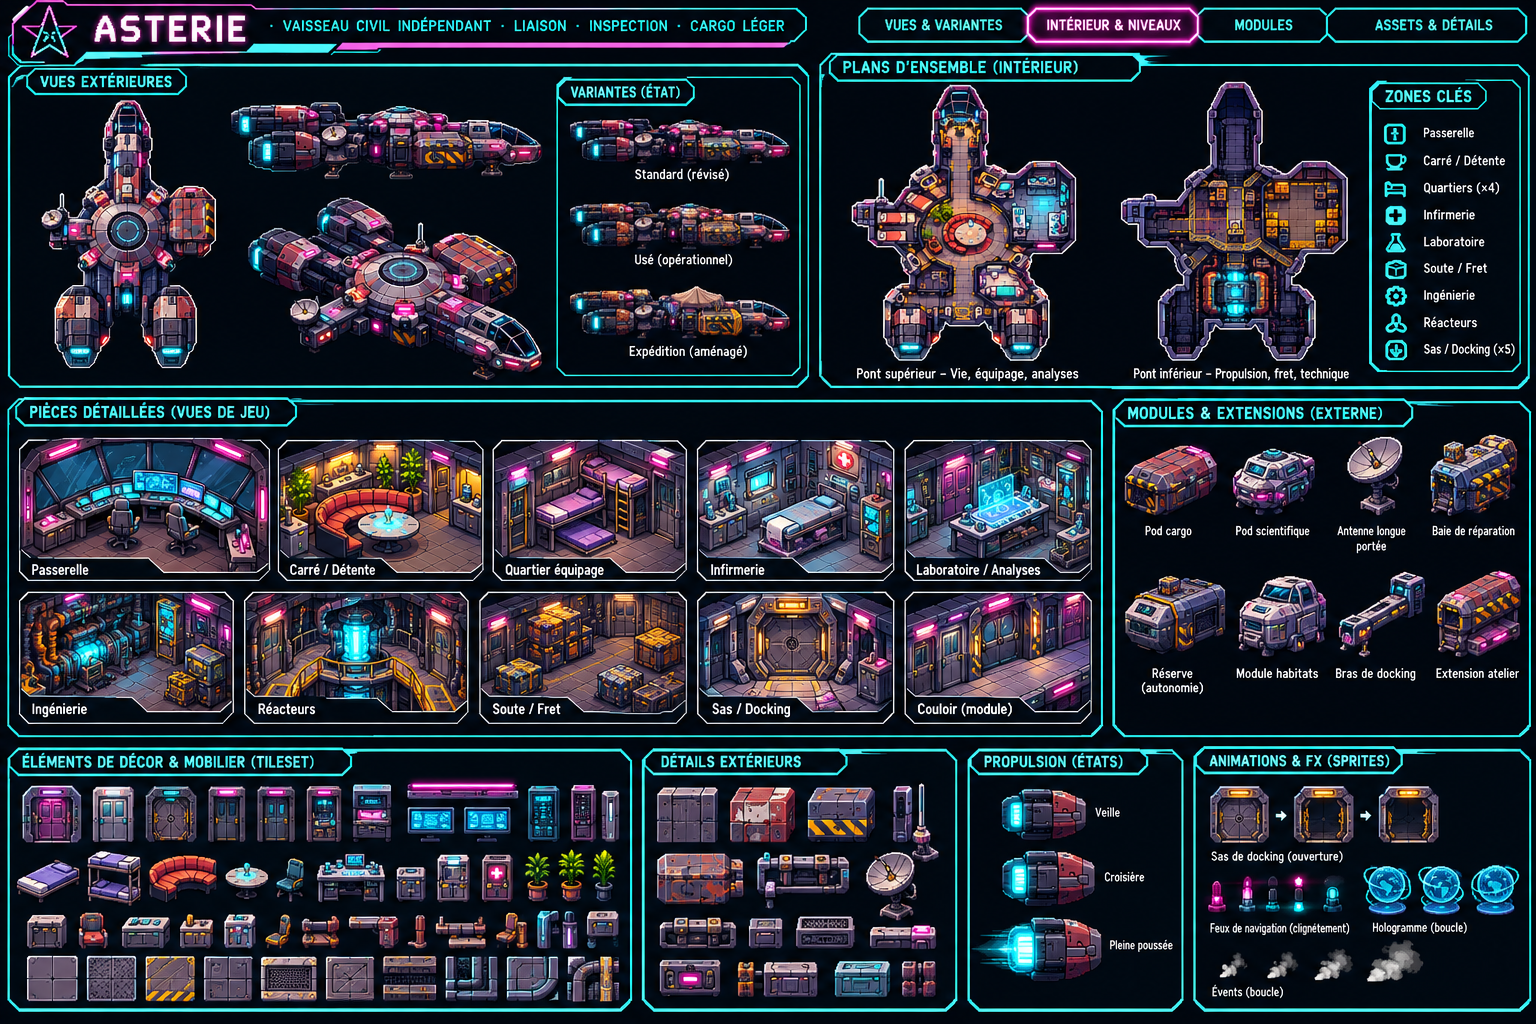 ASTERIE
· VAISSEAU CIVIL INDÉPENDANT · LIAISON · INSPECTION · CARGO LÉGER
VUES & VARIANTES
INTÉRIEUR & NIVEAUX
MODULES
ASSETS & DÉTAILS
VUES EXTÉRIEURES
VARIANTES (ÉTAT)
Standard (révisé)
Usé (opérationnel)
Expédition (aménagé)
PLANS D'ENSEMBLE (INTÉRIEUR)
Pont supérieur – Vie, équipage, analyses
Pont inférieur – Propulsion, fret, technique
ZONES CLÉS
Passerelle
Carré / Détente
Quartiers (×4)
Infirmerie
Laboratoire
Soute / Fret
Ingénierie
Réacteurs
Sas / Docking (×5)
PIÈCES DÉTAILLÉES (VUES DE JEU)
Passerelle
Carré / Détente
Quartier équipage
Infirmerie
Laboratoire / Analyses
Ingénierie
Réacteurs
Soute / Fret
Sas / Docking
Couloir (module)
MODULES & EXTENSIONS (EXTERNE)
Pod cargo
Pod scientifique
Antenne longue
portée
Baie de réparation
Réserve
(autonomie)
Module habitats
Bras de docking
Extension atelier
ÉLÉMENTS DE DÉCOR & MOBILIER (TILESET)
DÉTAILS EXTÉRIEURS
PROPULSION (ÉTATS)
Veille
Croisière
Pleine poussée
ANIMATIONS & FX (SPRITES)
Sas de docking (ouverture)
Feux de navigation (clignétement)
Hologramme (boucle)
Évents (boucle)